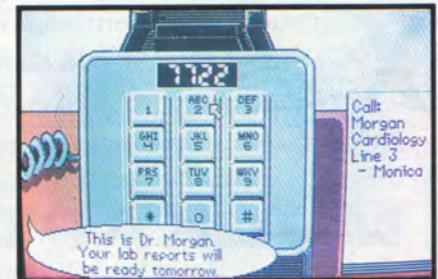 7722
1
ABC
2
DEF
3
GHI
4
JKL
5
MNO
6
PRS
7
TUV
8
WXY
9
*
0
#
Call:
Morgan
Cardiology
Line 3
- Monica
This is Dr. Morgan.
Your lab reports will
be ready tomorrow.